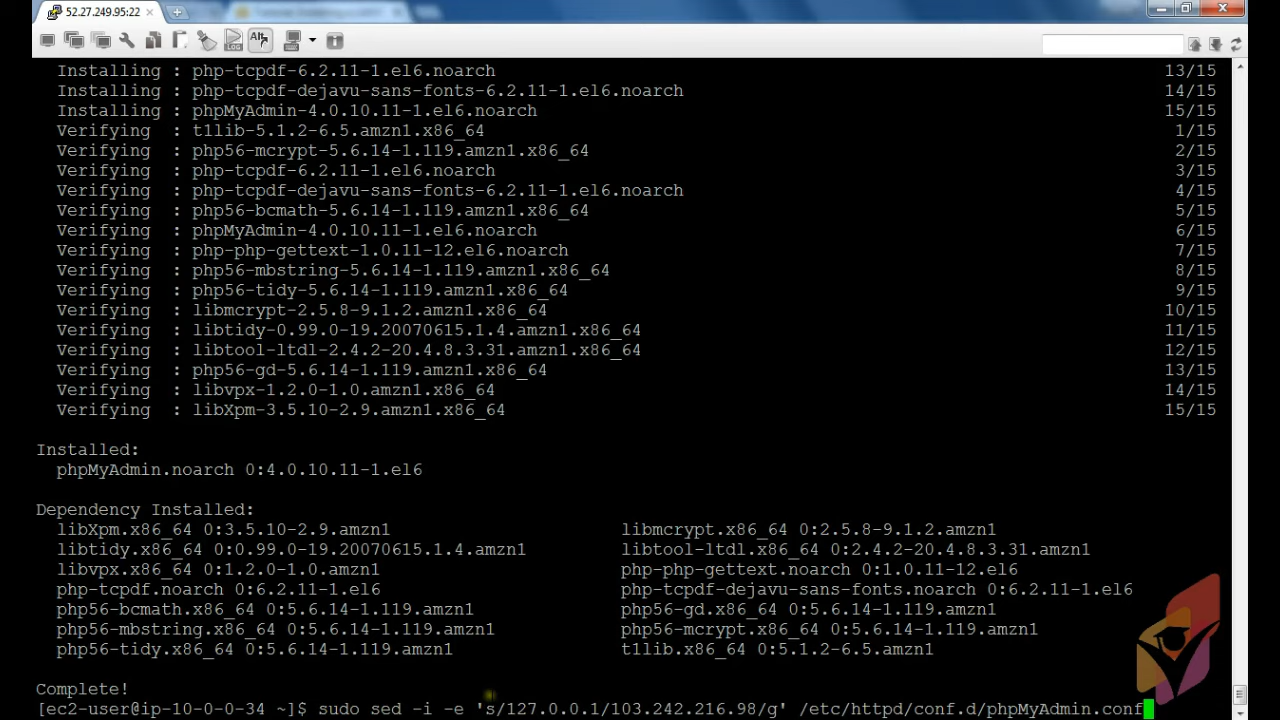 52.27.249.95:22
Installing : php-tcpdf-6.2.11-1.el6.noarch 13/15
Installing : php-tcpdf-dejavu-sans-fonts-6.2.11-1.el6.noarch 14/15
Installing : phpMyAdmin-4.0.10.11-1.el6.noarch 15/15
Verifying : t1lib-5.1.2-6.5.amzn1.x86_64 1/15
Verifying : php56-mcrypt-5.6.14-1.119.amzn1.x86_64 2/15
Verifying : php-tcpdf-6.2.11-1.el6.noarch 3/15
Verifying : php-tcpdf-dejavu-sans-fonts-6.2.11-1.el6.noarch 4/15
Verifying : php56-bcmath-5.6.14-1.119.amzn1.x86_64 5/15
Verifying : phpMyAdmin-4.0.10.11-1.el6.noarch 6/15
Verifying : php-php-gettext-1.0.11-12.el6.noarch 7/15
Verifying : php56-mbstring-5.6.14-1.119.amzn1.x86_64 8/15
Verifying : php56-tidy-5.6.14-1.119.amzn1.x86_64 9/15
Verifying : libmcrypt-2.5.8-9.1.2.amzn1.x86_64 10/15
Verifying : libtidy-0.99.0-19.20070615.1.4.amzn1.x86_64 11/15
Verifying : libtool-ltdl-2.4.2-20.4.8.3.31.amzn1.x86_64 12/15
Verifying : php56-gd-5.6.14-1.119.amzn1.x86_64 13/15
Verifying : libvpx-1.2.0-1.0.amzn1.x86_64 14/15
Verifying : libXpm-3.5.10-2.9.amzn1.x86_64 15/15
Installed:
phpMyAdmin.noarch 0:4.0.10.11-1.el6
Dependency Installed:
libXpm.x86_64 0:3.5.10-2.9.amzn1 libmcrypt.x86_64 0:2.5.8-9.1.2.amzn1
libtidy.x86_64 0:0.99.0-19.20070615.1.4.amzn1 libtool-ltdl.x86_64 0:2.4.2-20.4.8.3.31.amzn1
libvpx.x86_64 0:1.2.0-1.0.amzn1 php-php-gettext.noarch 0:1.0.11-12.el6
php-tcpdf.noarch 0:6.2.11-1.el6 php-tcpdf-dejavu-sans-fonts.noarch 0:6.2.11-1.el6
php56-bcmath.x86_64 0:5.6.14-1.119.amzn1 php56-gd.x86_64 0:5.6.14-1.119.amzn1
php56-mbstring.x86_64 0:5.6.14-1.119.amzn1 php56-mcrypt.x86_64 0:5.6.14-1.119.amzn1
php56-tidy.x86_64 0:5.6.14-1.119.amzn1 t1lib.x86_64 0:5.1.2-6.5.amzn1
Complete!
[ec2-user@ip-10-0-0-34 ~]$ sudo sed -i -e 's/127.0.0.1/103.242.216.98/g' /etc/httpd/conf.d/phpMyAdmin.conf